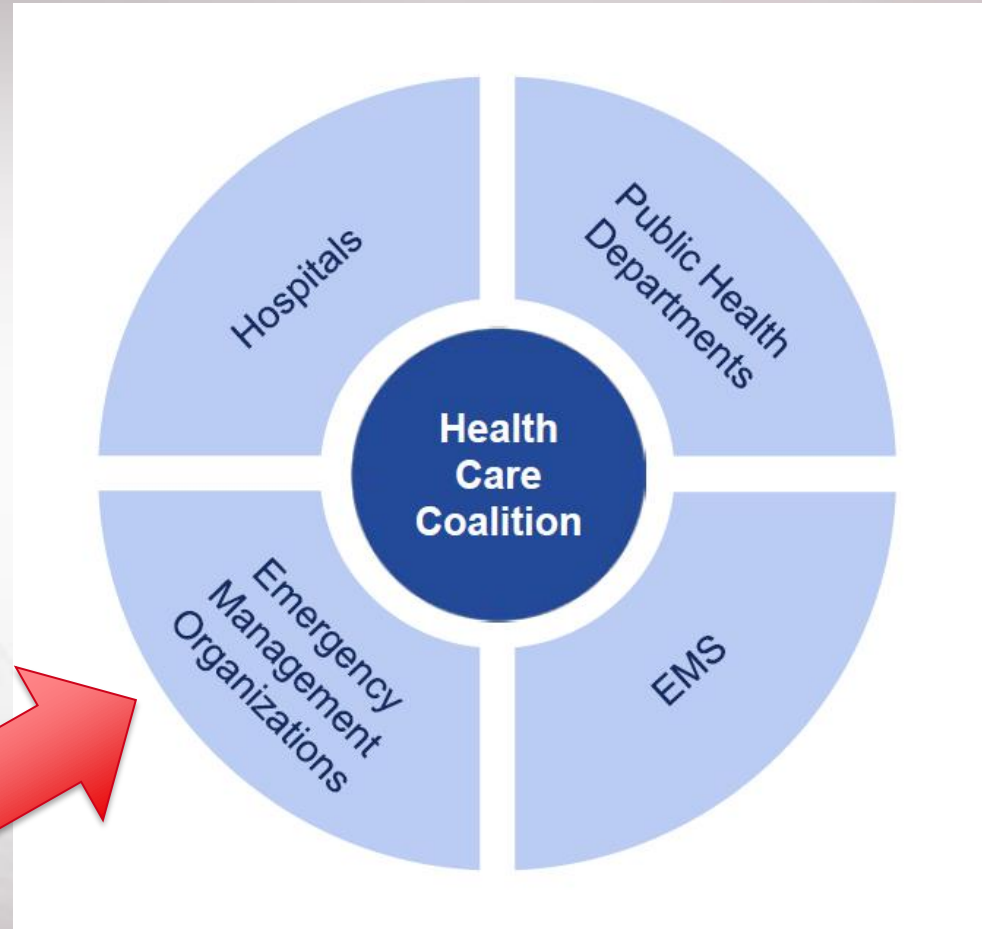 Hospitals
Public Health
Departments
Health
Care
Coalition
Emergency
Management
Organizations
EMS